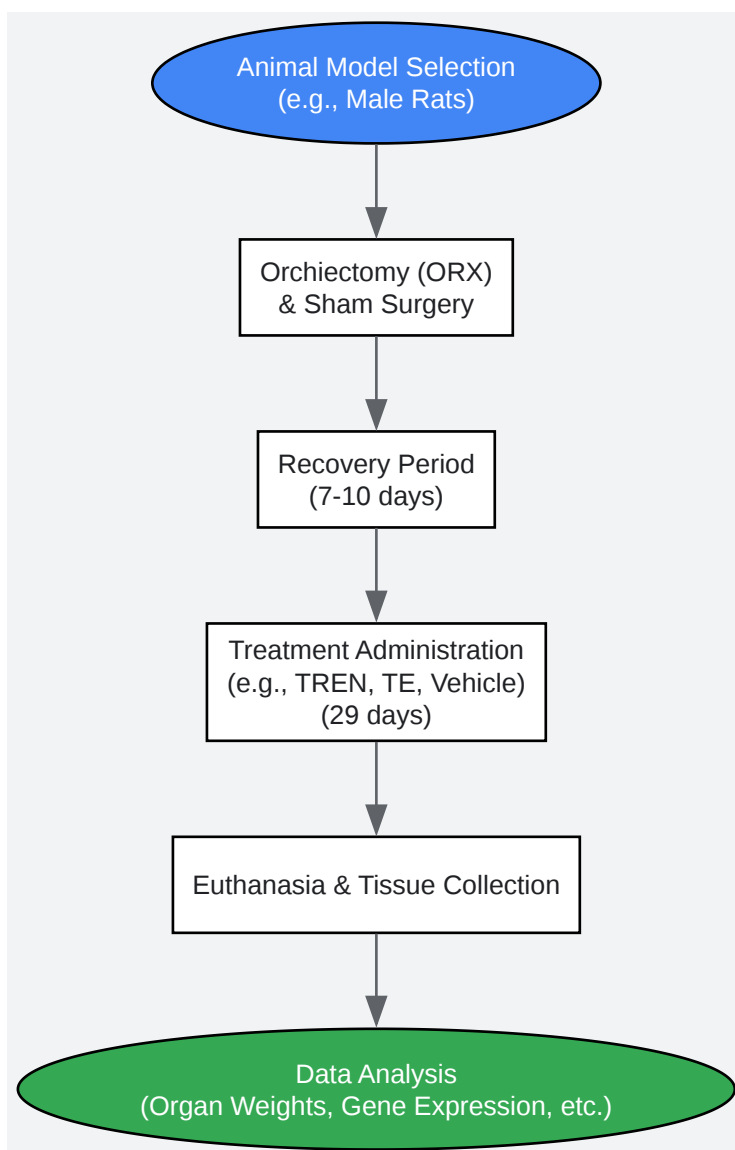 Animal Model Selection
(e.g., Male Rats)
Orchiectomy (ORX)
& Sham Surgery
Recovery Period
(7-10 days)
Treatment Administration
(e.g., TREN, TE, Vehicle)
(29 days)
Euthanasia & Tissue Collection
Data Analysis
(Organ Weights, Gene Expression, etc.)